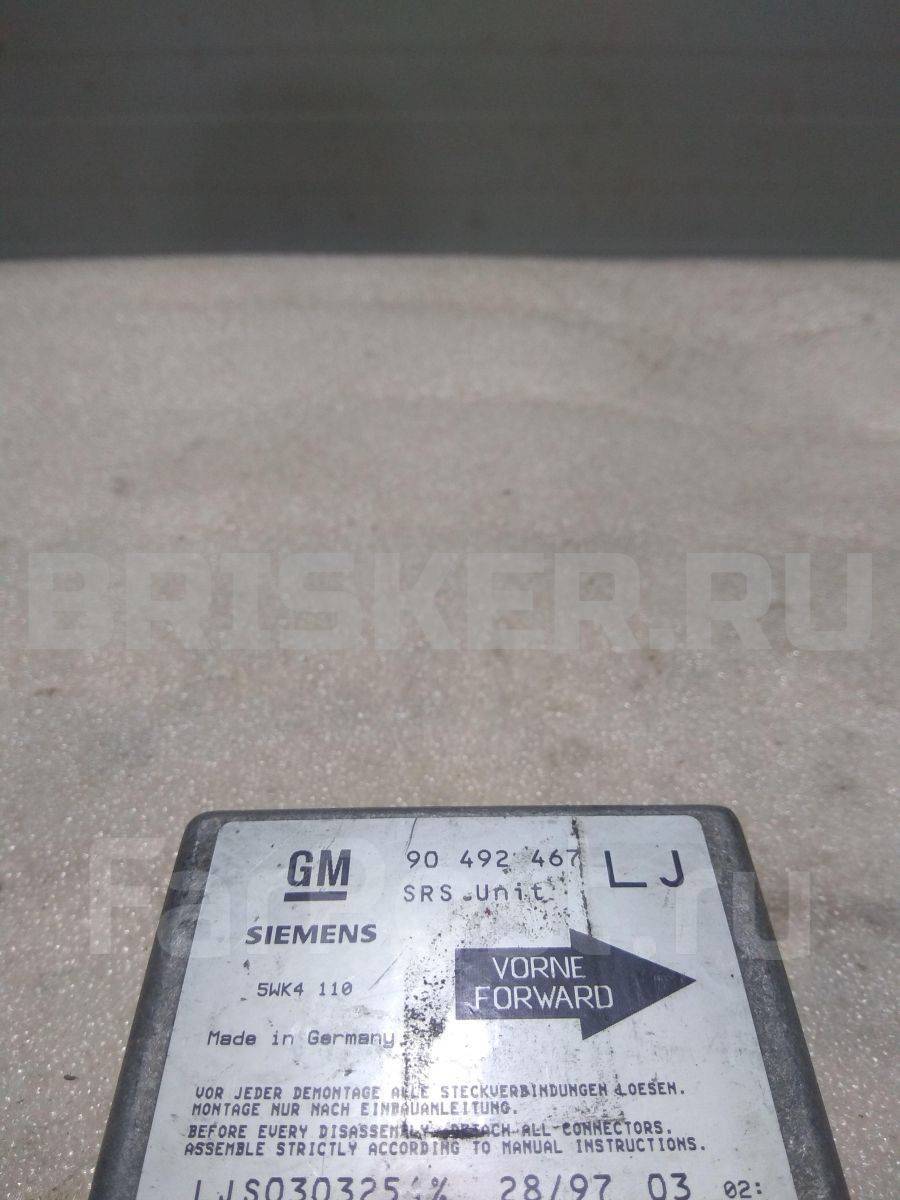 BRISKER.RU
GM 90 492 467 LJ
SRS Unit
SIEMENS
VORNE
FORWARD
5WK4 110
Made in Germany
VOR JEDER DEMONTAGE ALLE STECKVERBINDUNGEN LOESEN.
MONTAGE NUR NACH EINBAUANLEITUNG.
BEFORE EVERY DISASSEMBLY DETACH ALL CONNECTORS.
ASSEMBLE STRICTLY ACCORDING TO MANUAL INSTRUCTIONS.
28/97 03 02: